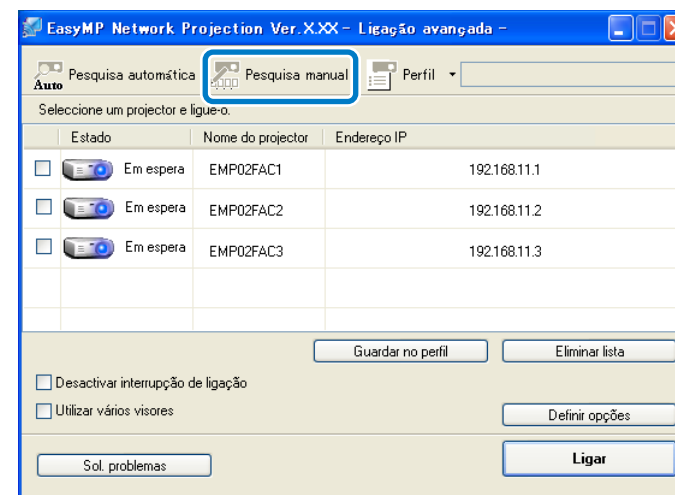 EasyMP Network Projection Ver.X.XX - Ligação avançada -
Auto Pesquisa automática Pesquisa manual Perfil
Seleccione um projector e ligue-o.
Estado Nome do projector Endereço IP
Em espera EMP02FAC1 192.168.11.1
Em espera EMP02FAC2 192.168.11.2
Em espera EMP02FAC3 192.168.11.3
Guardar no perfil Eliminar lista
Desactivar interrupção de ligação
Utilizar vários visores
Definir opções
Sol. problemas Ligar